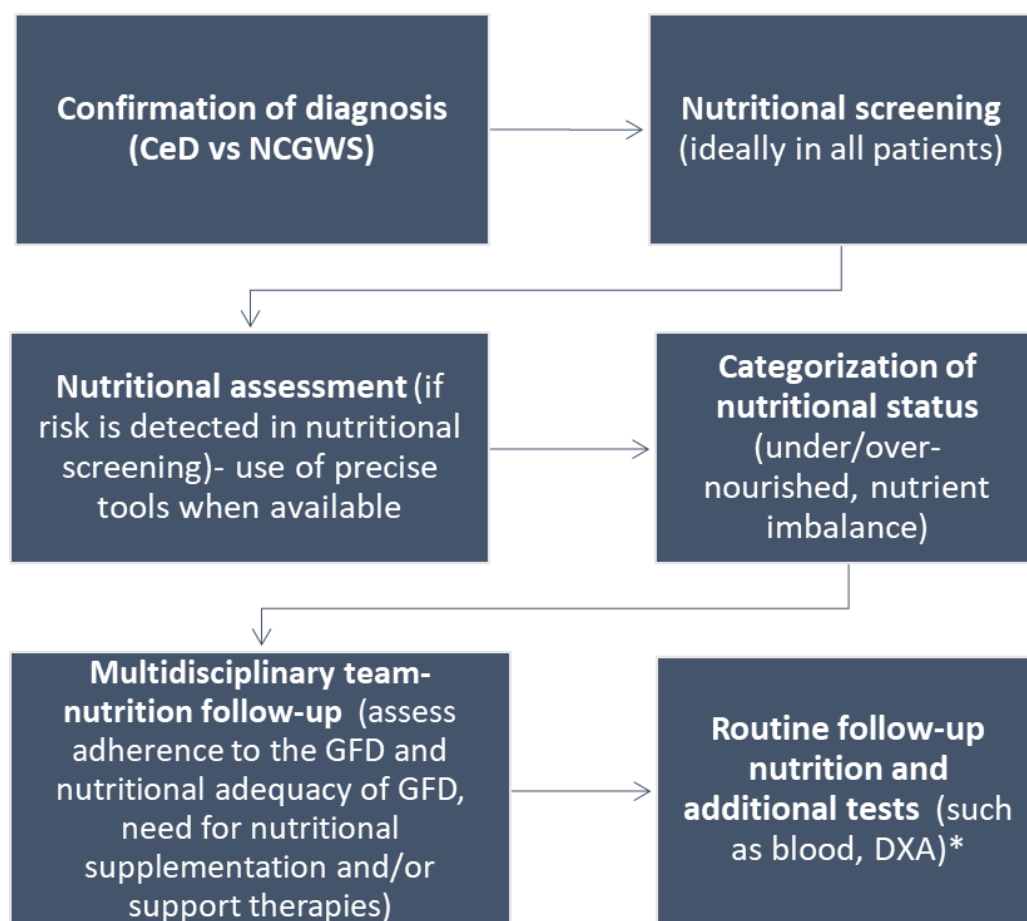 Confirmation of diagnosis
(CeD vs NCGWS)
Nutritional screening
(ideally in all patients)
Nutritional assessment (if
risk is detected in nutritional
screening)- use of precise
tools when available
Categorization of
nutritional status
(under/over-
nourished, nutrient
imbalance)
Multidisciplinary team-
nutrition follow-up (assess
adherence to the GFD and
nutritional adequacy of GFD,
need for nutritional
supplementation and/or
support therapies)
Routine follow-up
nutrition and
additional tests (such
as blood, DXA)*